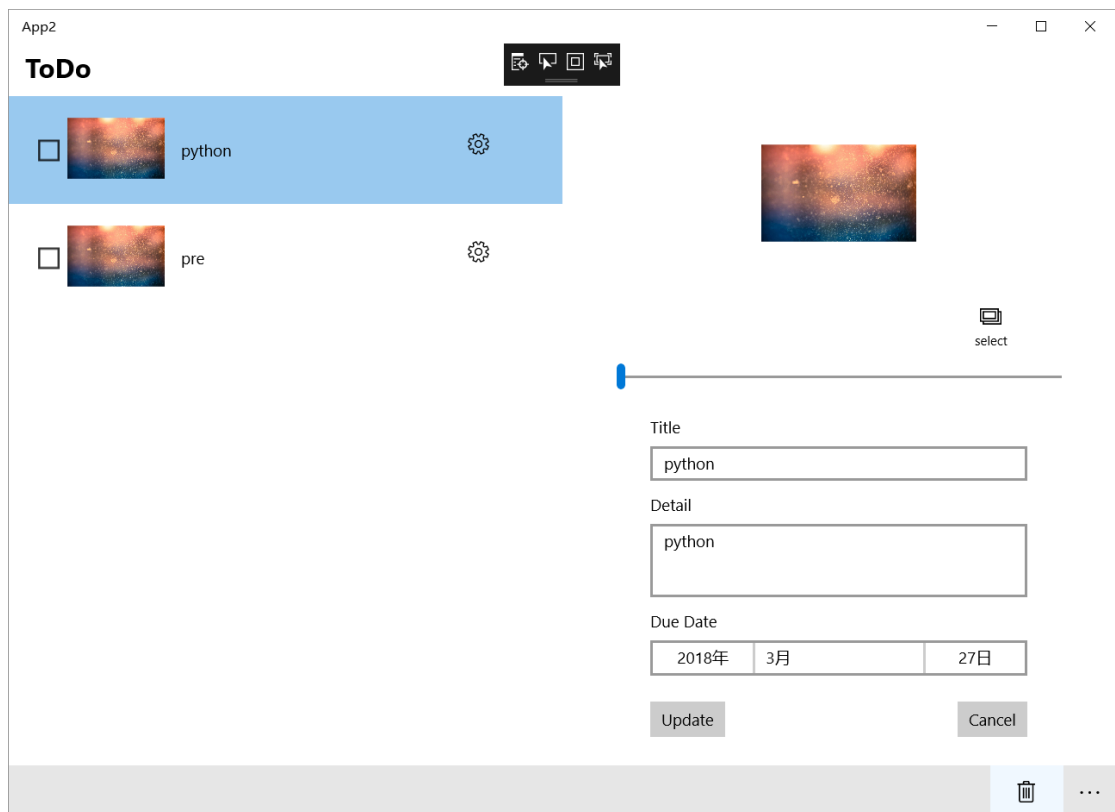 App2
ToDo
python
pre
select
Title
python
Detail
python
Due Date
2018年 3月 27日
Update Cancel